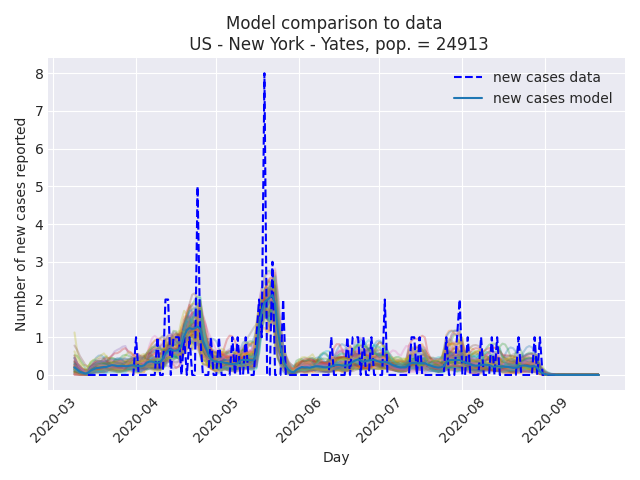 Model comparison to data
US - New York - Yates, pop. = 24913
new cases data
new cases model
Number of new cases reported
8
7
6
5
4
3
2
1
0
2020-03
2020-04
2020-05
2020-06
2020-07
2020-08
2020-09
Day